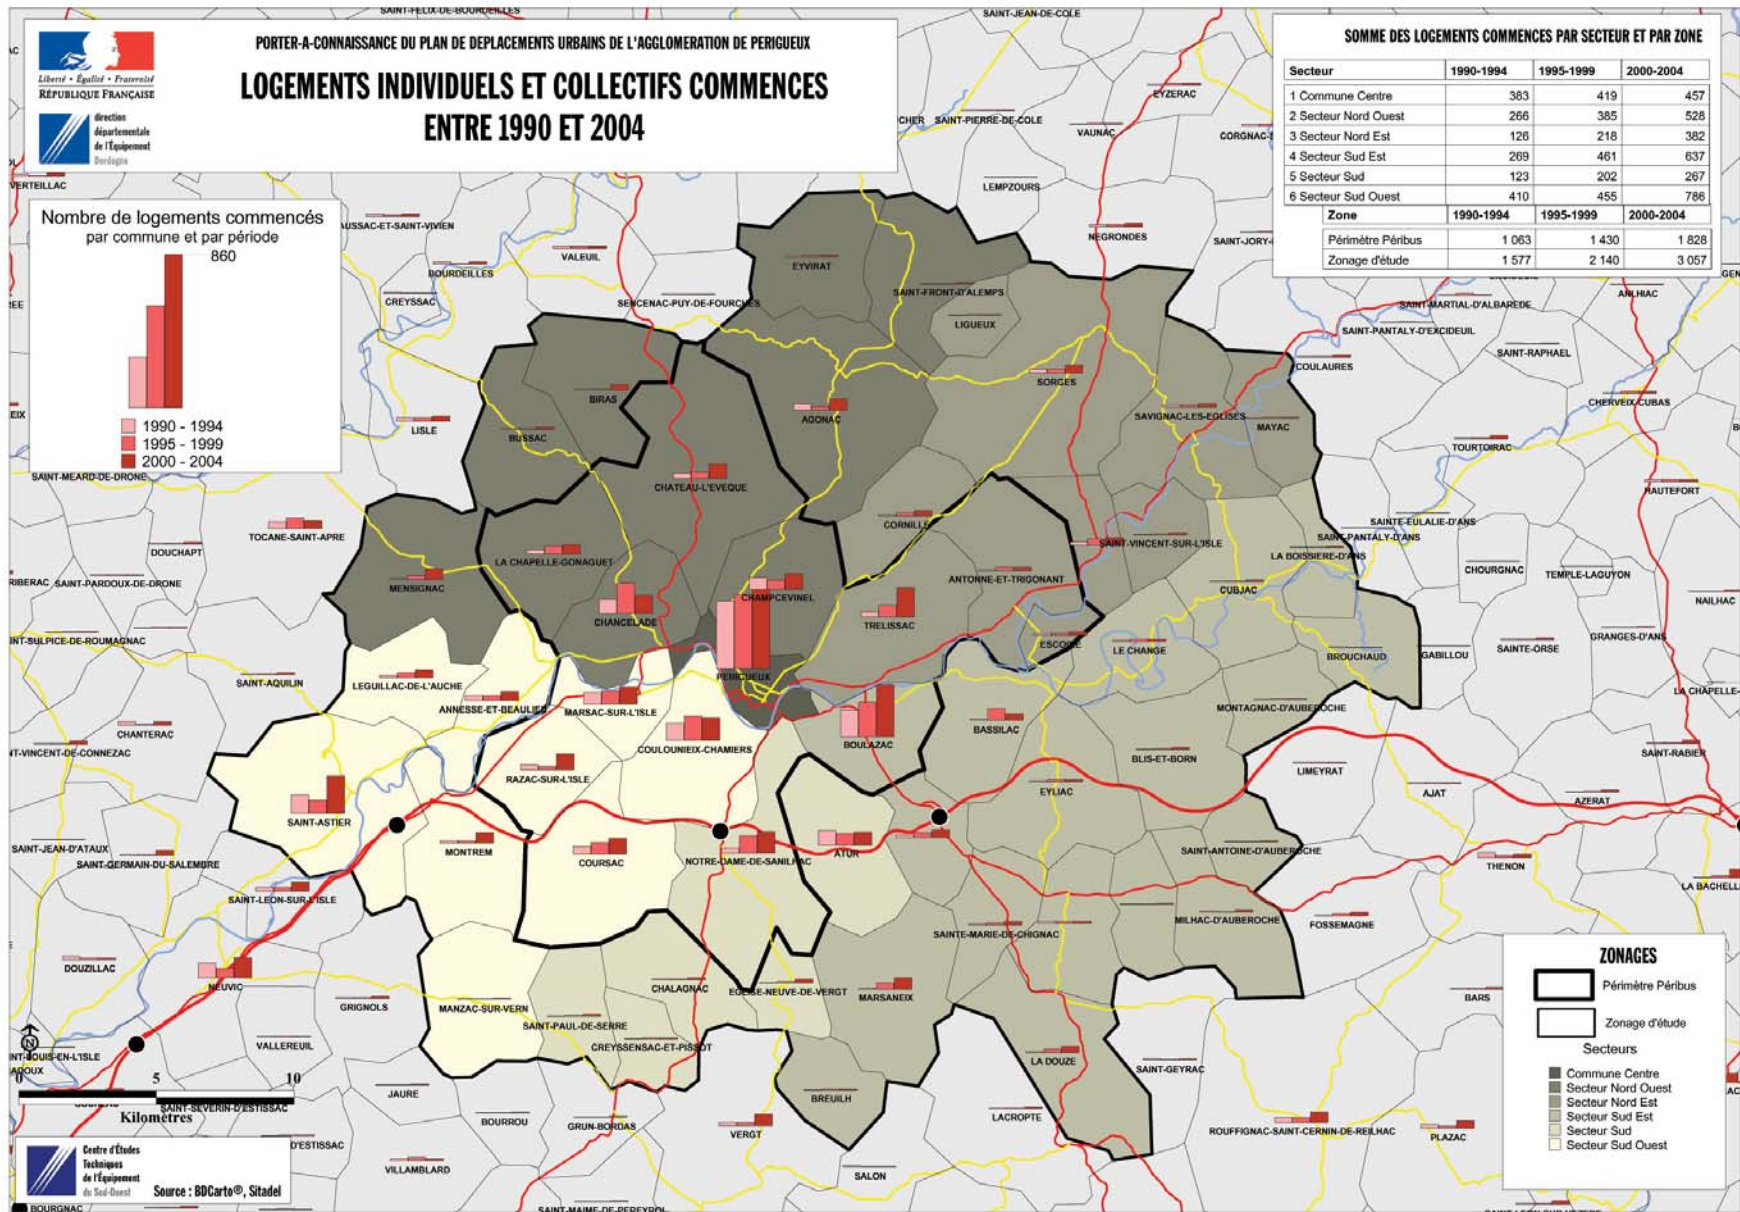 Liberté • Égalité • Fraternité
RÉPUBLIQUE FRANÇAISE
direction
départementale
de l'Équipement
Dordogne
PORTER-A-CONNAISSANCE DU PLAN DE DEPLACEMENTS URBAINS DE L'AGGLOMERATION DE PERIGUEUX
LOGEMENTS INDIVIDUELS ET COLLECTIFS COMMENCES
ENTRE 1990 ET 2004
SOMME DES LOGEMENTS COMMENCES PAR SECTEUR ET PAR ZONE
Secteur 1990-1994 1995-1999 2000-2004
1 Commune Centre 383 419 457
2 Secteur Nord Ouest 266 385 528
3 Secteur Nord Est 126 218 382
4 Secteur Sud Est 269 461 637
5 Secteur Sud 123 202 267
6 Secteur Sud Ouest 410 455 786
Zone 1990-1994 1995-1999 2000-2004
Périmètre Péribus 1 063 1 430 1 828
Zonage d'étude 1 577 2 140 3 057
Nombre de logements commencés
par commune et par période
860
1990 - 1994
1995 - 1999
2000 - 2004
SAINT-FELIX-DE-BOURDEILLES
SAINT-JEAN-DE-COLE
EYZERAC
SAINT-PIERRE-DE-COLE
VAUNAC
LEMPZOURS
VERTEILLAC
AUSSAC-ET-SAINT-VIVIEN
VALEUIL
NEGRONDES
BOURDEILLES
EYVIRAT
CREYSSAC
SENCENAC-PUY-DE-FOURCHES
SAINT-FRONT-D'ALEMPS
ANLHIAC
SAINT-MARTIAL-D'ALBAREDE
LIGUEUX
SAINT-PANTALY-D'EXCIDEUIL
SAINT-RAPHAEL
COULAURES
SORGES
BIRAS
CHERVEIX-CUBAS
SAVIGNAC-LES-EGLISES
AGONAC
MAYAC
LISLE
BUSSAC
TOURTOIRAC
SAINT-MEARD-DE-DRONE
CHATEAU-L'EVEQUE
HAUTEFORT
CORNILLE
SAINTE-EULALIE-D'ANS
TOCANE-SAINT-APRE
SAINT-PANTALY-D'ANS
SAINT-VINCENT-SUR-L'ISLE
DOUCHAPT
LA BOISSIERE-D'ANS
LA CHAPELLE-GONAGUET
CHOURGNAC
TEMPLE-LAGUYON
RIBERAC
SAINT-PARDOUX-DE-DRONE
ANTONNE-ET-TRIGONANT
MENSIGNAC
CUBJAC
CHAMPCEVINEL
NAILHAC
CHANCELADE
TRELISSAC
INT-SULPICE-DE-ROUMAGNAC
GRANGES-D'ANS
ESCOIRE
LE CHANGE
SAINTE-ORSE
BROUCHAUD
GABILLOU
PERIGUEUX
SAINT-AQUILIN
LEGUILLAC-DE-L'AUCHE
ANNESSE-ET-BEAULIEU
MARSAC-SUR-L'ISLE
MONTAGNAC-D'AUBEROCHE
CHANTERAC
BASSILAC
BOULAZAC
COULOUNIEIX-CHAMIERS
NT-VINCENT-DE-CONNEZAC
SAINT-RABIER
BLIS-ET-BORN
LIMEYRAT
RAZAC-SUR-L'ISLE
EYLIAC
AJAT
AZERAT
SAINT-ASTIER
SAINT-JEAN-D'ATAUX
MONTREM
COURSAC
NOTRE-DAME-DE-SANILHAC
ATUR
SAINT-ANTOINE-D'AUBEROCHE
SAINT-GERMAIN-DU-SALEMBRE
THENON
SAINT-LEON-SUR-L'ISLE
MILHAC-D'AUBEROCHE
FOSSEMAGNE
SAINTE-MARIE-DE-CHIGNAC
DOUZILLAC
NEUVIC
CHALAGNAC
EGLISE-NEUVE-DE-VERGT
MARSANEIX
BARS
GRIGNOLS
MANZAC-SUR-VERN
SAINT-PAUL-DE-SERRE
VALLEREUIL
CREYSSENSAC-ET-PISSOT
LA DOUZE
SAINT-GEYRAC
JAURE
BREUILH
SAINT-SEVERIN-D'ESTISSAC
BOURROU
GRUN-BORDAS
LACROPTE
VERGT
ROUFFIGNAC-SAINT-CERNIN-DE-REILHAC
PLAZAC
D'ESTISSAC
VILLAMBLARD
SALON
BOURGNAC
ZONAGES
Périmètre Péribus
Zonage d'étude
Secteurs
Commune Centre
Secteur Nord Ouest
Secteur Nord Est
Secteur Sud Est
Secteur Sud
Secteur Sud Ouest
N
0 5 10
Kilomètres
Centre d'Études
Techniques
de l'Équipement
du Sud-Ouest
Source : BDCarto®, Sitadel